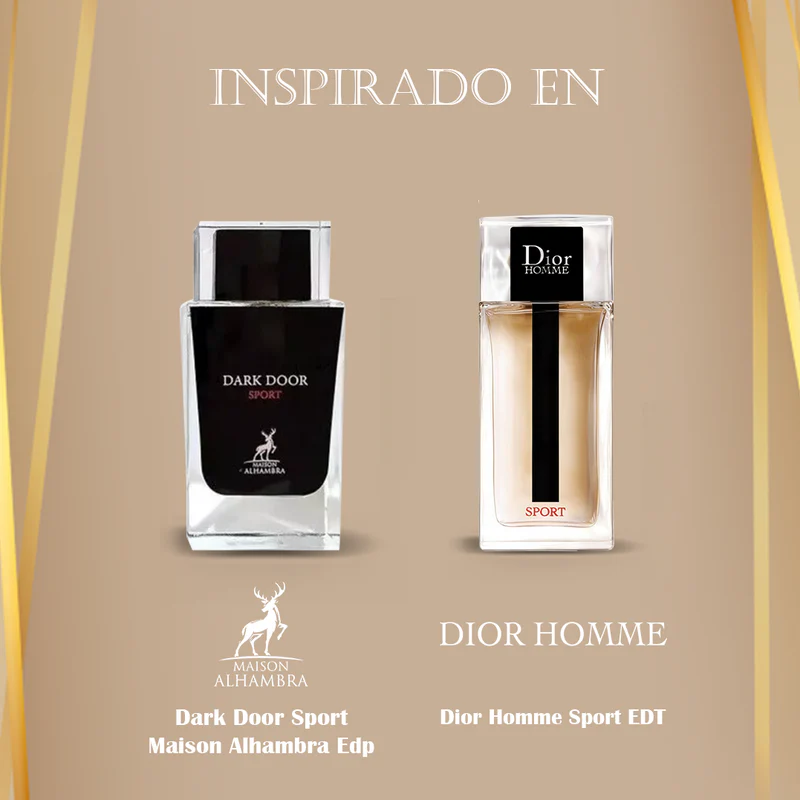 INSPIRADO EN
DARK DOOR
SPORT
MAISON
ALHAMBRA
Dior
HOMME
SPORT
MAISON
ALHAMBRA
Dark Door Sport
Maison Alhambra Edp
DIOR HOMME
Dior Homme Sport EDT